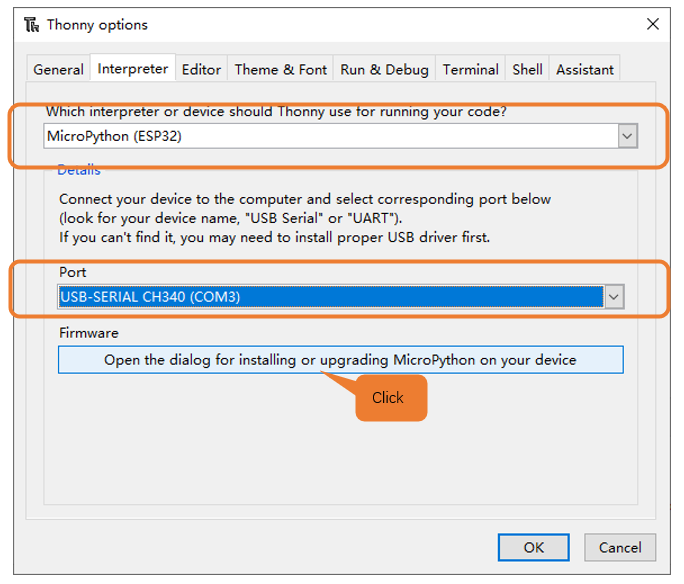 Thonny options
General Interpreter Editor Theme & Font Run & Debug Terminal Shell Assistant
Which interpreter or device should Thonny use for running your code?
MicroPython (ESP32)
Details
Connect your device to the computer and select corresponding port below
(look for your device name, "USB Serial" or "UART").
If you can't find it, you may need to install proper USB driver first.
Port
USB-SERIAL CH340 (COM3)
Firmware
Open the dialog for installing or upgrading MicroPython on your device
Click
OK Cancel